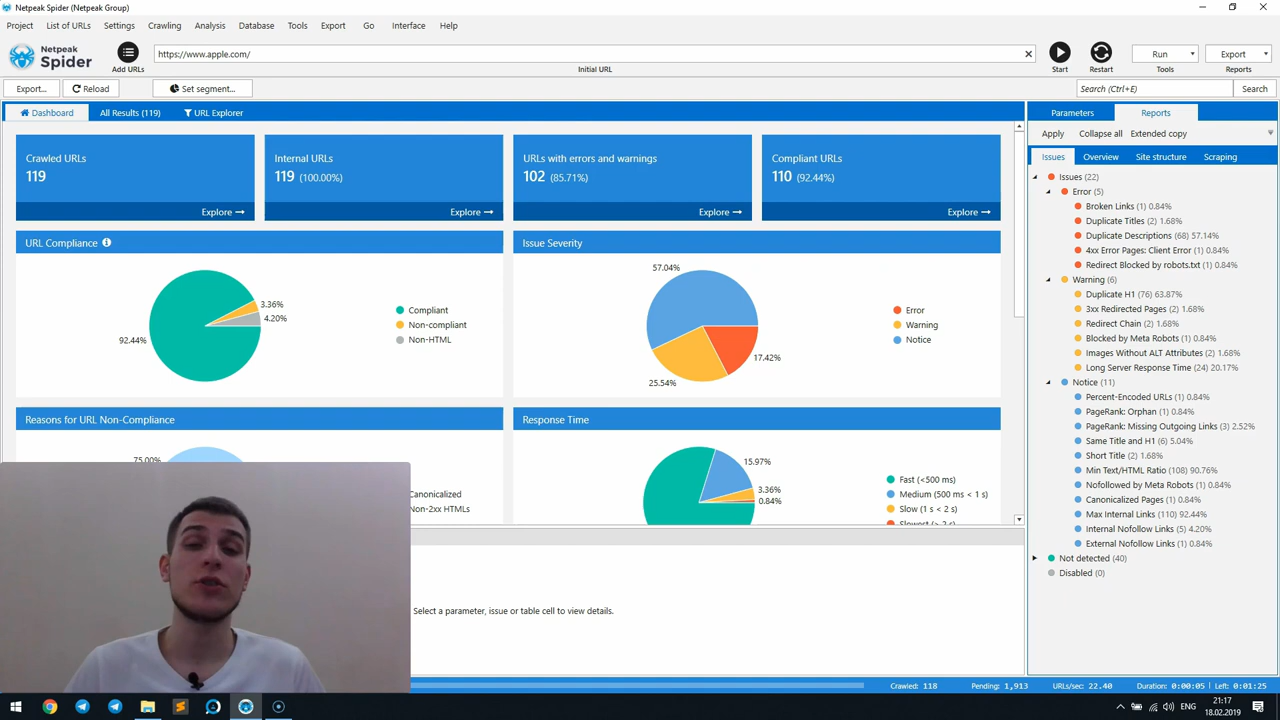 Netpeak Spider (Netpeak Group)
Project List of URLs Settings Crawling Analysis Database Tools Export Go Interface Help
Netpeak Spider
Add URLs
https://www.apple.com/
Initial URL
Start
Restart
Run
Tools
Export
Reports
Export... Reload Set segment... Search (Ctrl+E) Search
Dashboard All Results (119) URL Explorer
Crawled URLs
119
Explore
Internal URLs
119 (100.00%)
Explore
URLs with errors and warnings
102 (85.71%)
Explore
Compliant URLs
110 (92.44%)
Explore
URL Compliance
3.36%
4.20%
92.44%
Compliant
Non-compliant
Non-HTML
Issue Severity
57.04%
17.42%
25.54%
Error
Warning
Notice
Reasons for URL Non-Compliance
75.00%
Canonicalized
Non-2xx HTMLs
Response Time
15.97%
3.36%
0.84%
Fast (<500 ms)
Medium (500 ms < 1 s)
Slow (1 s < 2 s)
Slowest (> 2 s)
Select a parameter, issue or table cell to view details.
Parameters Reports
Apply Collapse all Extended copy
Issues Overview Site structure Scraping
Issues (22)
Error (5)
Broken Links (1) 0.84%
Duplicate Titles (2) 1.68%
Duplicate Descriptions (68) 57.14%
4xx Error Pages: Client Error (1) 0.84%
Redirect Blocked by robots.txt (1) 0.84%
Warning (6)
Duplicate H1 (76) 63.87%
3xx Redirected Pages (2) 1.68%
Redirect Chain (2) 1.68%
Blocked by Meta Robots (1) 0.84%
Images Without ALT Attributes (2) 1.68%
Long Server Response Time (24) 20.17%
Notice (11)
Percent-Encoded URLs (1) 0.84%
PageRank: Orphan (1) 0.84%
PageRank: Missing Outgoing Links (3) 2.52%
Same Title and H1 (6) 5.04%
Short Title (2) 1.68%
Min Text/HTML Ratio (108) 90.76%
Nofollowed by Meta Robots (1) 0.84%
Canonicalized Pages (1) 0.84%
Max Internal Links (110) 92.44%
Internal Nofollow Links (5) 4.20%
External Nofollow Links (1) 0.84%
Not detected (40)
Disabled (0)
Crawled: 118 Pending: 1,913 URLs/sec: 22.40 Duration: 0:00:05 Left: 0:01:25
ENG
21:17
18.02.2019